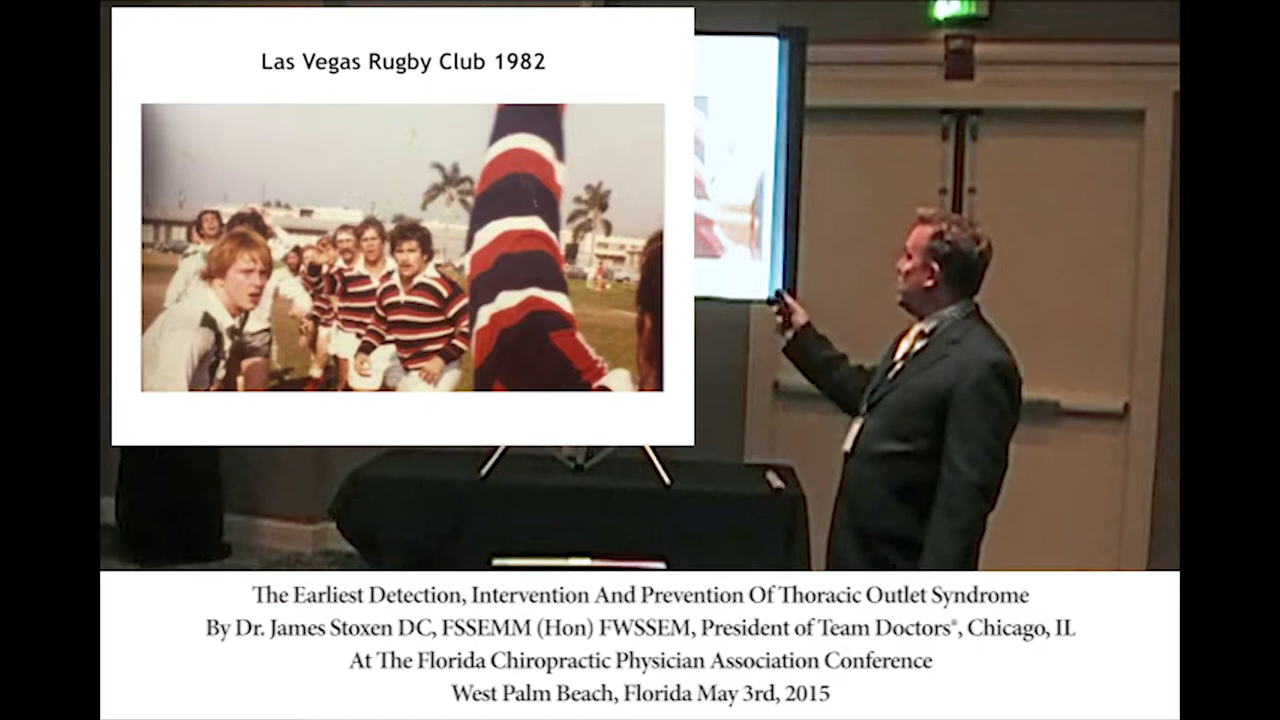 Las Vegas Rugby Club 1982
The Earliest Detection, Intervention And Prevention Of Thoracic Outlet Syndrome
By Dr. James Stoxen DC, FSSEMM (Hon) FWSSEM, President of Team Doctors®, Chicago, IL
At The Florida Chiropractic Physician Association Conference
West Palm Beach, Florida May 3rd, 2015